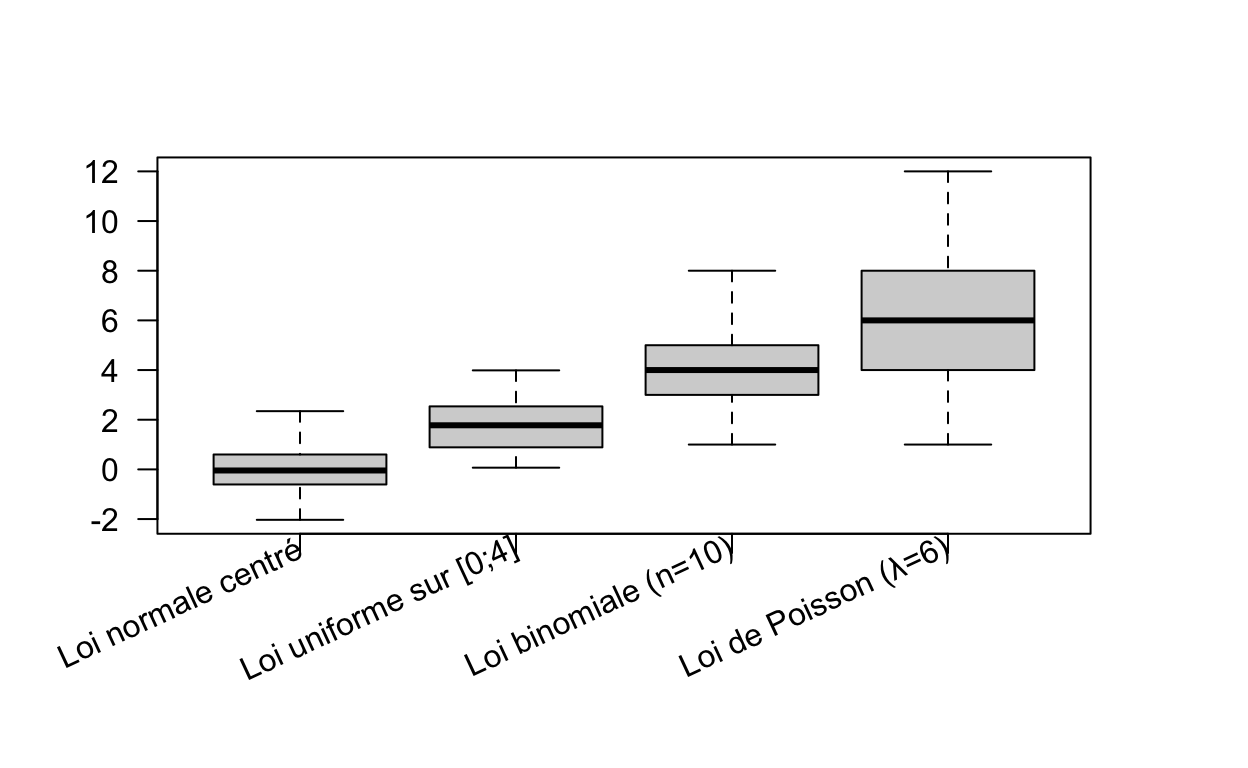 12
10
8
6
4
2
0
-2
Loi normale centré
Loi uniforme sur [0;4]
Loi binomiale (n=10)
Loi de Poisson (λ=6)